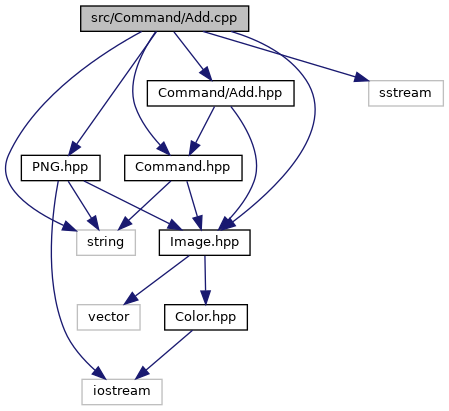 src/Command/Add.cpp
Command/Add.hpp
sstream
PNG.hpp
Command.hpp
string
Image.hpp
vector
Color.hpp
iostream